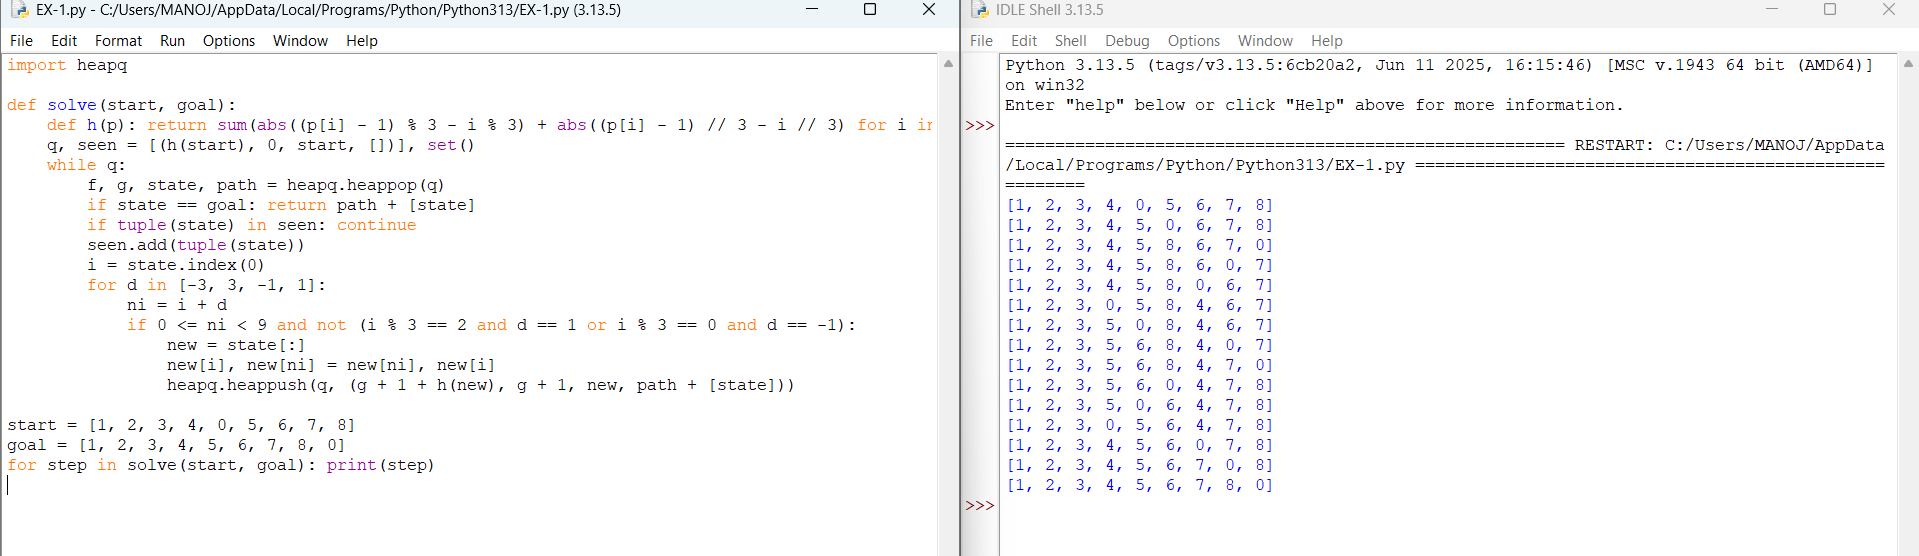 EX-1.py - C:/Users/MANOJ/AppData/Local/Programs/Python/Python313/EX-1.py (3.13.5)
File Edit Format Run Options Window Help
import heapq
def solve(start, goal):
    def h(p): return sum(abs((p[i] - 1) % 3 - i % 3) + abs((p[i] - 1) // 3 - i // 3) for i in
    q, seen = [(h(start), 0, start, [])], set()
    while q:
        f, g, state, path = heapq.heappop(q)
        if state == goal: return path + [state]
        if tuple(state) in seen: continue
        seen.add(tuple(state))
        i = state.index(0)
        for d in [-3, 3, -1, 1]:
            ni = i + d
            if 0 <= ni < 9 and not (i % 3 == 2 and d == 1 or i % 3 == 0 and d == -1):
                new = state[:]
                new[i], new[ni] = new[ni], new[i]
                heapq.heappush(q, (g + 1 + h(new), g + 1, new, path + [state]))
start = [1, 2, 3, 4, 0, 5, 6, 7, 8]
goal = [1, 2, 3, 4, 5, 6, 7, 8, 0]
for step in solve(start, goal): print(step)
IDLE Shell 3.13.5
File Edit Shell Debug Options Window Help
Python 3.13.5 (tags/v3.13.5:6cb20a2, Jun 11 2025, 16:15:46) [MSC v.1943 64 bit (AMD64)]
on win32
Enter "help" below or click "Help" above for more information.
>>>
======================================================== RESTART: C:/Users/MANOJ/AppData
/Local/Programs/Python/Python313/EX-1.py ===============================================
========
[1, 2, 3, 4, 0, 5, 6, 7, 8]
[1, 2, 3, 4, 5, 0, 6, 7, 8]
[1, 2, 3, 4, 5, 8, 6, 7, 0]
[1, 2, 3, 4, 5, 8, 6, 0, 7]
[1, 2, 3, 4, 5, 8, 0, 6, 7]
[1, 2, 3, 0, 5, 8, 4, 6, 7]
[1, 2, 3, 5, 0, 8, 4, 6, 7]
[1, 2, 3, 5, 6, 8, 4, 0, 7]
[1, 2, 3, 5, 6, 8, 4, 7, 0]
[1, 2, 3, 5, 6, 0, 4, 7, 8]
[1, 2, 3, 5, 0, 6, 4, 7, 8]
[1, 2, 3, 0, 5, 6, 4, 7, 8]
[1, 2, 3, 4, 5, 6, 0, 7, 8]
[1, 2, 3, 4, 5, 6, 7, 0, 8]
[1, 2, 3, 4, 5, 6, 7, 8, 0]
>>>